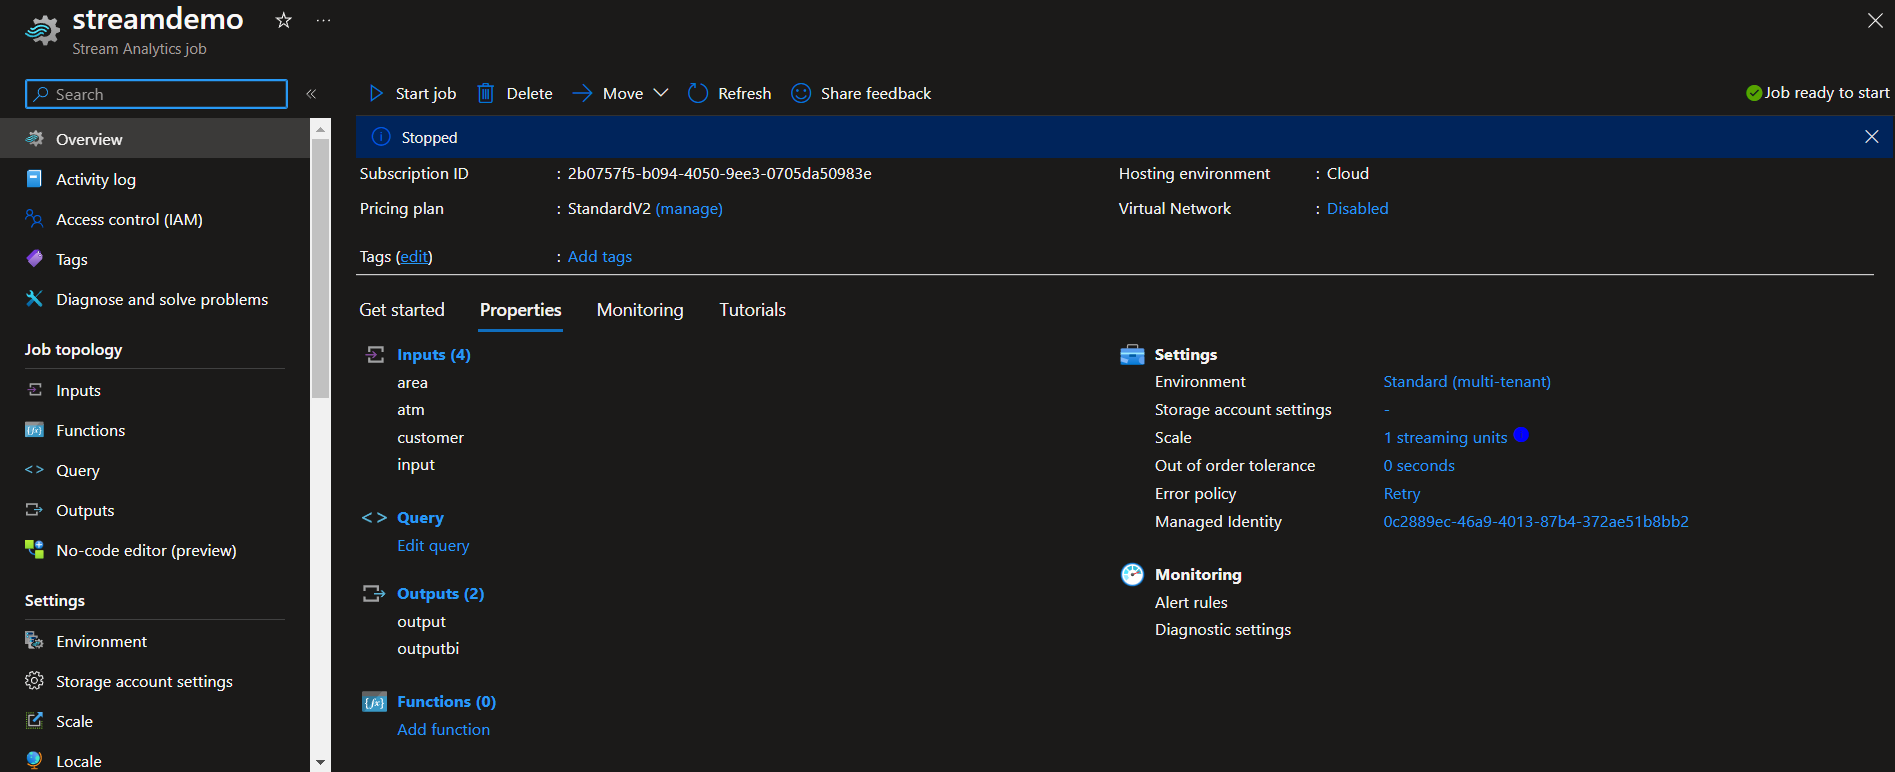 streamdemo
Stream Analytics job
Search
«
Start job
Delete
Move
Refresh
Share feedback
Job ready to start
Stopped
Overview
Activity log
Access control (IAM)
Tags
Diagnose and solve problems
Job topology
Inputs
Functions
Query
Outputs
No-code editor (preview)
Settings
Environment
Storage account settings
Scale
Locale
Subscription ID : 2b0757f5-b094-4050-9ee3-0705da50983e
Pricing plan : StandardV2 (manage)
Tags (edit) : Add tags
Hosting environment : Cloud
Virtual Network : Disabled
Get started Properties Monitoring Tutorials
Inputs (4)
area
atm
customer
input
Query
Edit query
Outputs (2)
output
outputbi
Functions (0)
Add function
Settings
Environment Standard (multi-tenant)
Storage account settings -
Scale 1 streaming units
Out of order tolerance 0 seconds
Error policy Retry
Managed Identity 0c2889ec-46a9-4013-87b4-372ae51b8bb2
Monitoring
Alert rules
Diagnostic settings